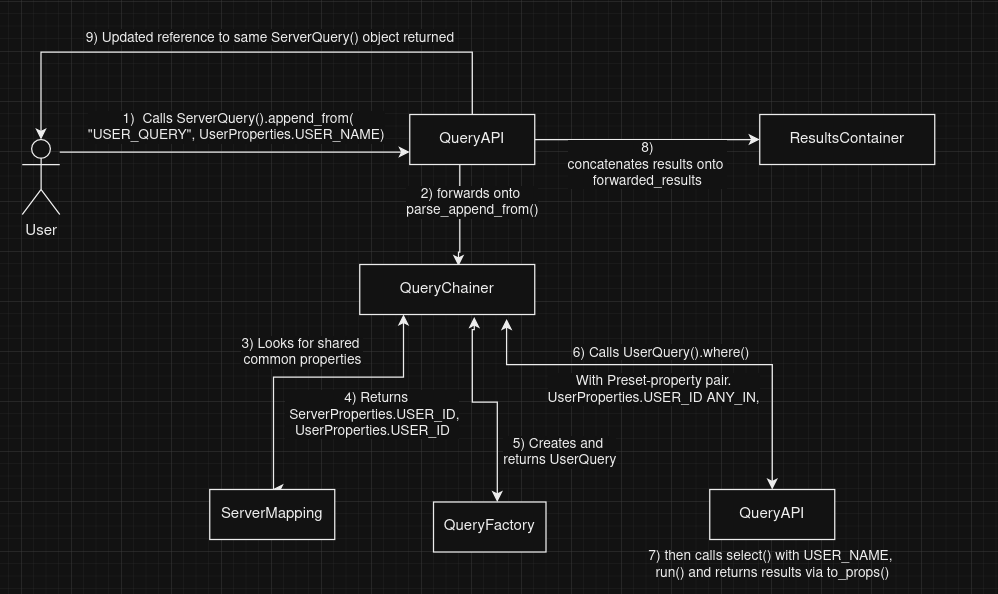 9) Updated reference to same ServerQuery() object returned
1)  Calls ServerQuery().append_from(
"USER_QUERY", UserProperties.USER_NAME)
QueryAPI
ResultsContainer
8)
concatenates results onto
forwarded_results
User
2) forwards onto
parse_append_from()
QueryChainer
3) Looks for shared
common properties
4) Returns
ServerProperties.USER_ID,
UserProperties.USER_ID
5) Creates and
returns UserQuery
6) Calls UserQuery().where()
With Preset-property pair.
UserProperties.USER_ID ANY_IN,
ServerMapping
QueryFactory
QueryAPI
7) then calls select() with USER_NAME,
run() and returns results via to_props()